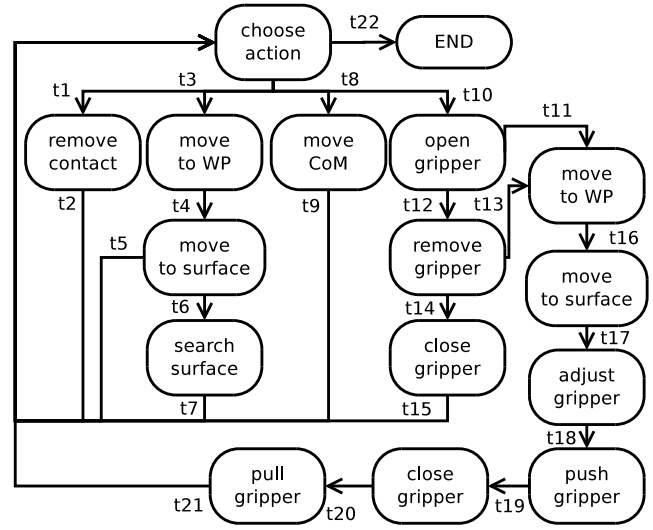 choose
action
t22
END
t1
t3
t8
t10
t11
remove
contact
move
to WP
move
CoM
open
gripper
move
to WP
t2
t4
t9
t12
t13
t5
move
to surface
remove
gripper
t16
move
to surface
t6
t14
t17
search
surface
close
gripper
adjust
gripper
t7
t15
t18
pull
gripper
close
gripper
push
gripper
t21
t20
t19